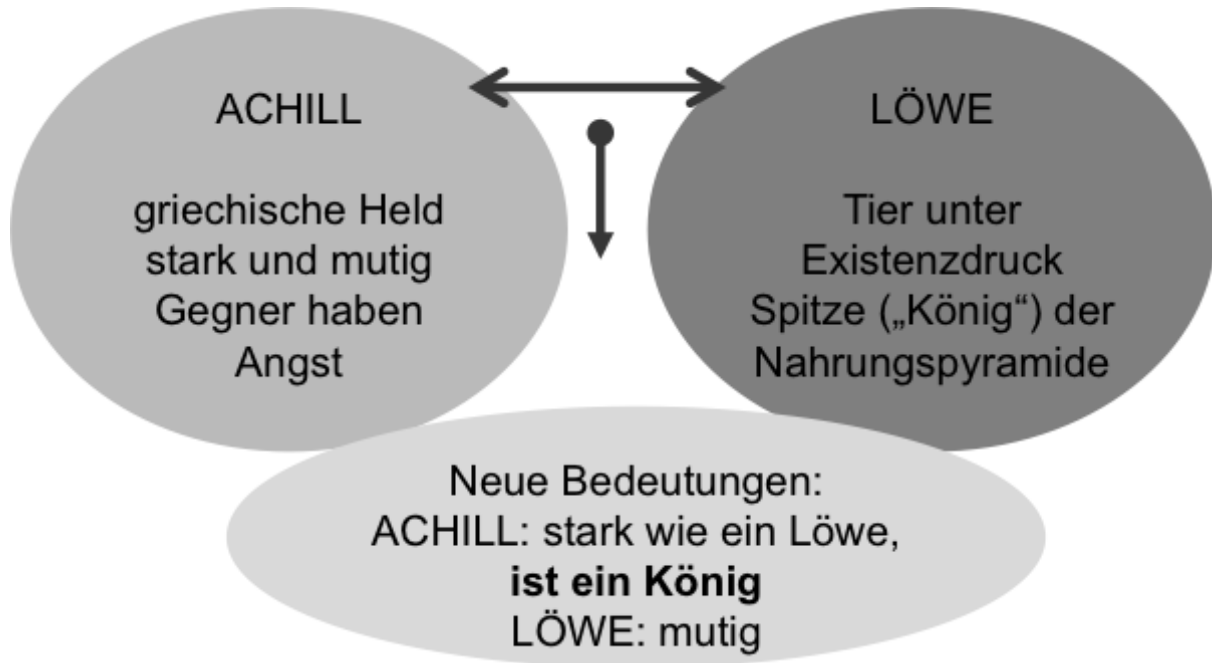 ACHILL
griechische Held
stark und mutig
Gegner haben
Angst
LÖWE
Tier unter
Existenzdruck
Spitze („König“) der
Nahrungspyramide
Neue Bedeutungen:
ACHILL: stark wie ein Löwe,
ist ein König
LÖWE: mutig